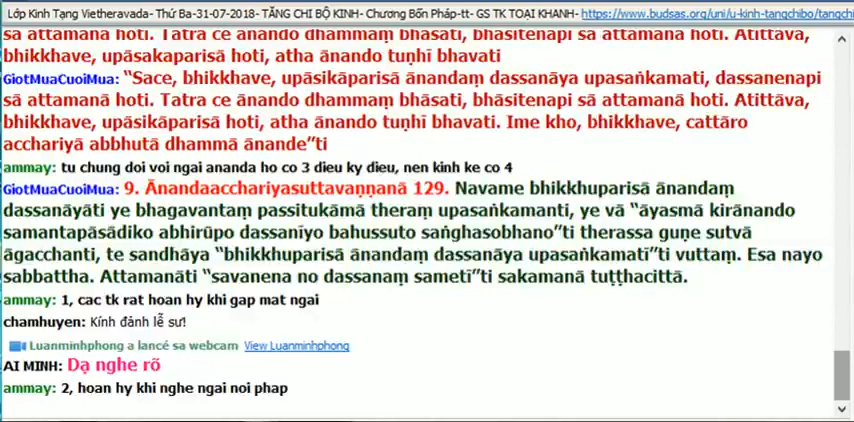 Lớp Kinh Tạng Vietheravada- Thứ Ba-31-07-2018- TĂNG CHI BỘ KINH- Chương Bốn Pháp-tt- GS TK TOẠI KHANH- https://www.budsas.org/uni/u-kinh-tangchibo/tangchi
sā attamanā hoti. Tatra ce ānando dhammaṃ bhāsati, bhāsitenapi sā attamanā hoti. Atittāva,
bhikkhave, upāsakaparisā hoti, atha ānando tuṇhī bhavati
GiotMuaCuoiMua: “Sace, bhikkhave, upāsikāparisā ānandaṃ dassanāya upasaṅkamati, dassanenapi
sā attamanā hoti. Tatra ce ānando dhammaṃ bhāsati, bhāsitenapi sā attamanā hoti. Atittāva,
bhikkhave, upāsikāparisā hoti, atha ānando tuṇhī bhavati. Ime kho, bhikkhave, cattāro
acchariyā abbhutā dhammā ānande”ti
ammay: tu chung doi voi ngai ananda ho co 3 dieu ky dieu, nen kinh ke co 4
GiotMuaCuoiMua: 9. Ānandaacchariyasuttavaṇṇanā 129. Navame bhikkhuparisā ānandaṃ
dassanāyāti ye bhagavantaṃ passitukāmā theraṃ upasaṅkamanti, ye vā “āyasmā kirānando
samantapāsādiko abhirūpo dassanīyo bahussuto saṅghasobhano”ti therassa guṇe sutvā
āgacchanti, te sandhāya “bhikkhuparisā ānandaṃ dassanāya upasaṅkamatī”ti vuttaṃ. Esa nayo
sabbattha. Attamanāti “savanena no dassanaṃ sametī”ti sakamanā tuṭṭhacittā.
ammay: 1, cac tk rat hoan hy khi gap mat ngai
chamhuyen: Kính đảnh lễ sư!
Luanminhphong a lancé sa webcam View Luanminhphong
AI MINH: Dạ nghe rõ
ammay: 2, hoan hy khi nghe ngai noi phap